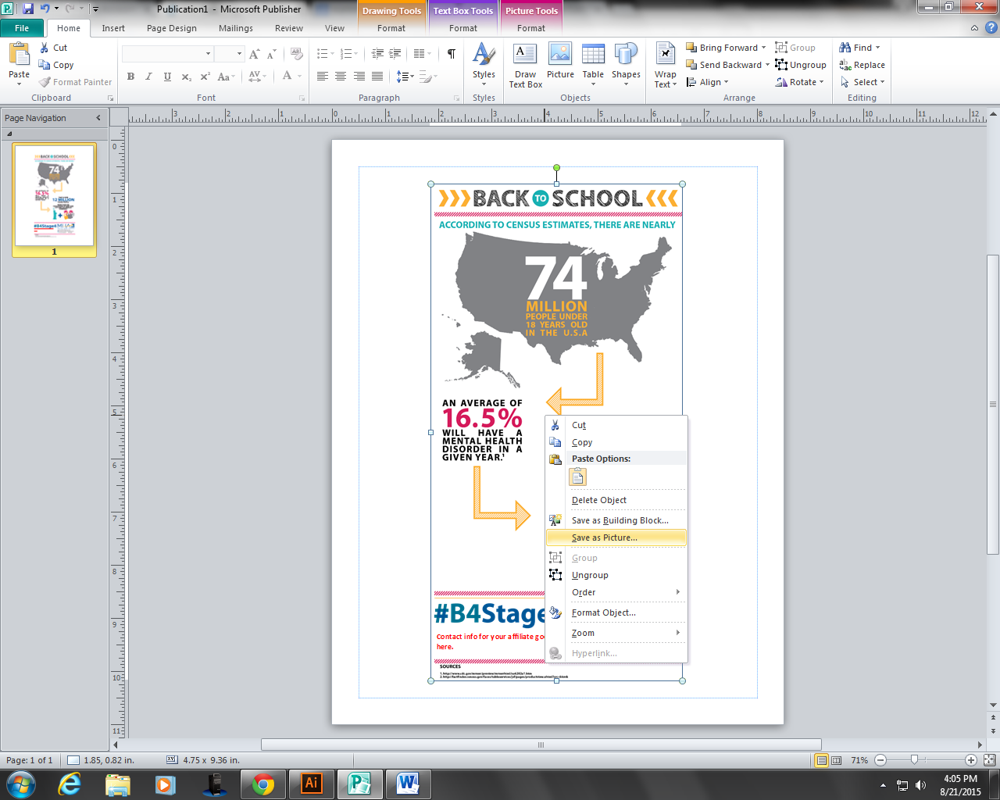 Publication1 - Microsoft Publisher
Drawing Tools
Text Box Tools
Picture Tools
File
Home
Insert
Page Design
Mailings
Review
View
Format
Format
Format
Paste
Cut
Copy
Format Painter
Clipboard
Font
Paragraph
Styles
Styles
Draw
Text Box
Picture
Table
Shapes
Objects
Wrap
Text
Bring Forward
Send Backward
Align
Group
Ungroup
Rotate
Arrange
Find
Replace
Select
Editing
Page Navigation
1
BACK TO SCHOOL
ACCORDING TO CENSUS ESTIMATES, THERE ARE NEARLY
74
MILLION
PEOPLE UNDER
18 YEARS OLD
IN THE U.S.A
AN AVERAGE OF
16.5%
WILL HAVE A
MENTAL HEALTH
DISORDER IN A
GIVEN YEAR.¹
#B4Stage
Contact info for your affiliate go
here.
SOURCES
Cut
Copy
Paste Options:
Delete Object
Save as Building Block...
Save as Picture...
Group
Ungroup
Order
Format Object...
Zoom
Hyperlink...
Page: 1 of 1
1.85, 0.82 in.
4.75 x 9.36 in.
71%
4:05 PM
8/21/2015